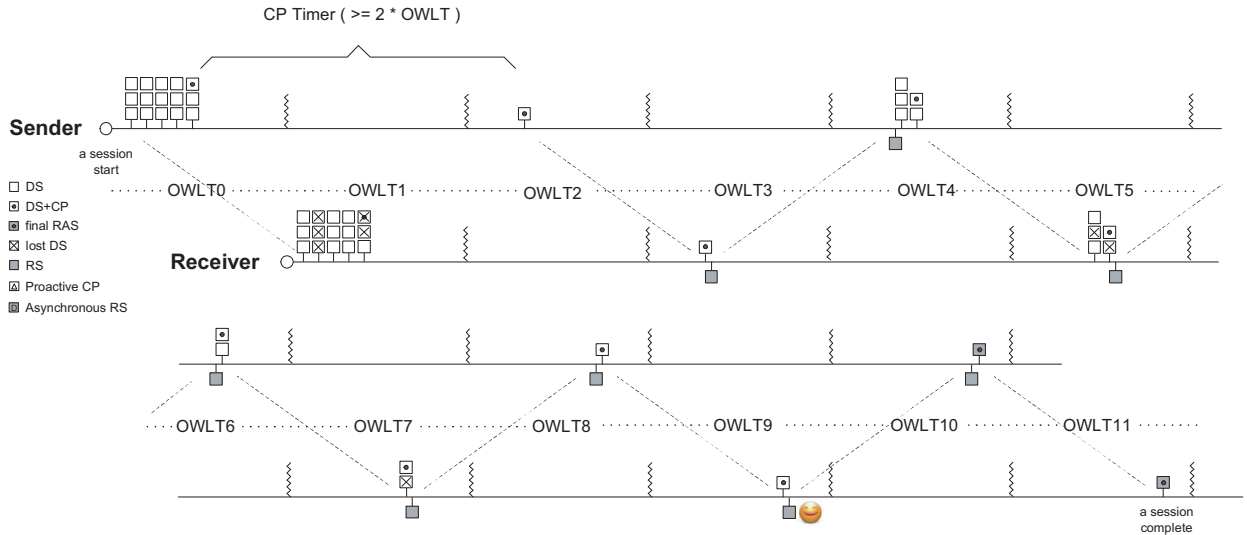 CP Timer ( >= 2 * OWLT )
Sender
a session
start
OWLT0 OWLT1 OWLT2 OWLT3 OWLT4 OWLT5
DS
DS+CP
final RAS
lost DS
RS
Proactive CP
Asynchronous RS
Receiver
OWLT6 OWLT7 OWLT8 OWLT9 OWLT10 OWLT11
a session
complete